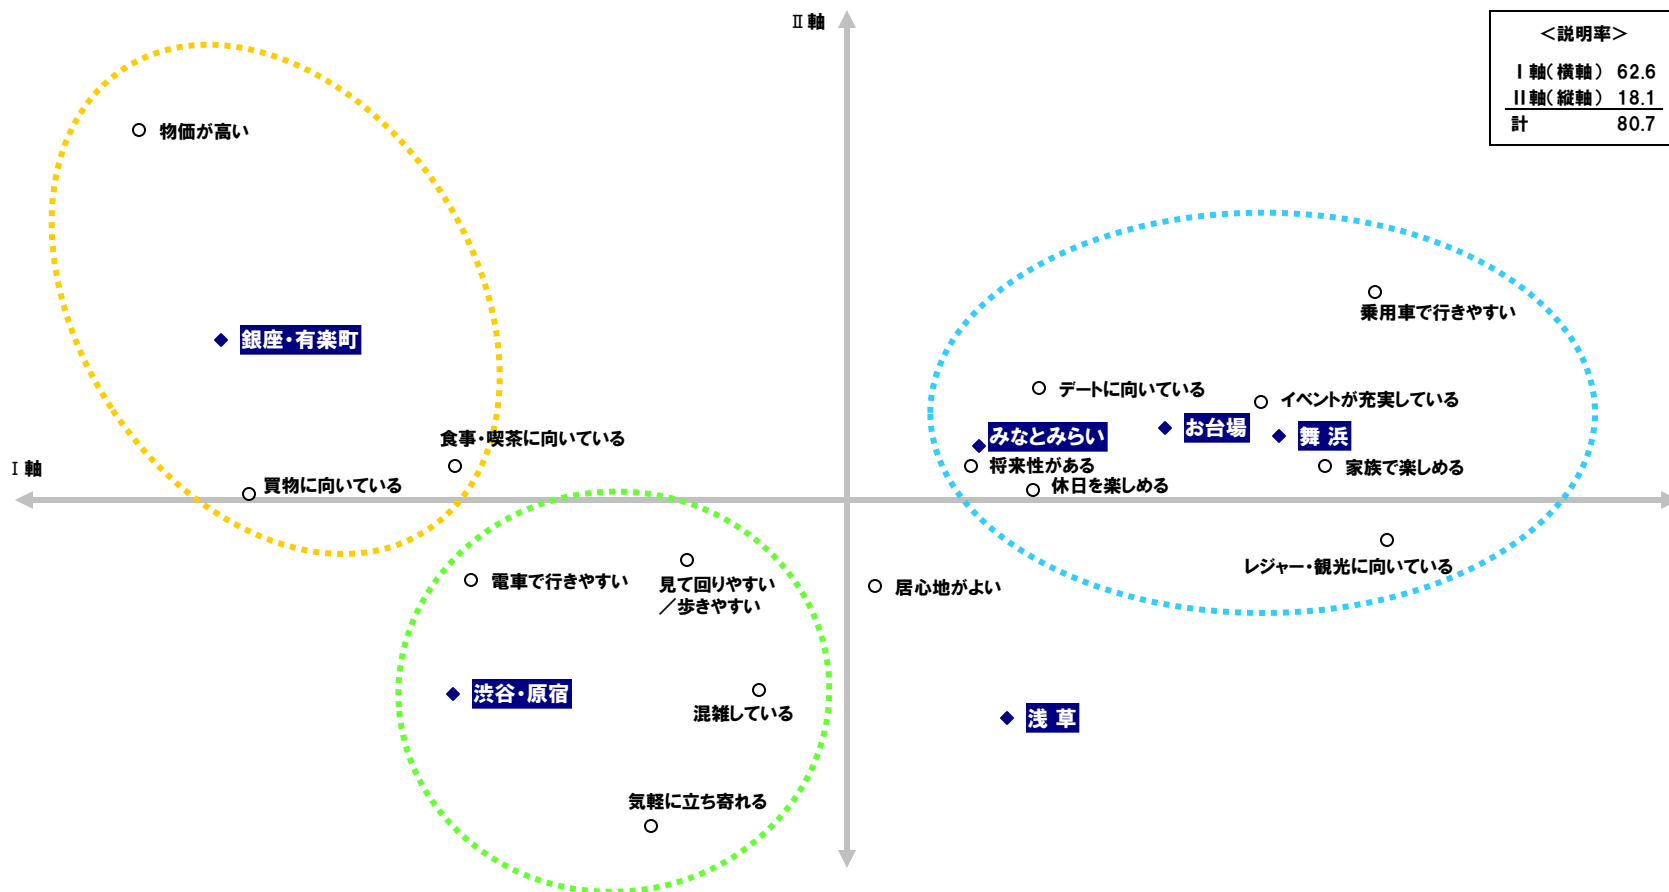 Ⅱ 軸
＜説明率＞
Ⅰ 軸（横軸） 62.6
Ⅱ軸（縦軸） 18.1
計 80.7
物価が高い
乗用車で行きやすい
銀座・有楽町
デートに向いている
イベントが充実している
お台場
舞 浜
みなとみらい
食事・喫茶に向いている
Ⅰ 軸
将来性がある
家族で楽しめる
買物に向いている
休日を楽しめる
レジャー・観光に向いている
電車で行きやすい
見て回りやすい
／歩きやすい
居心地がよい
渋谷・原宿
混雑している
浅 草
気軽に立ち寄れる